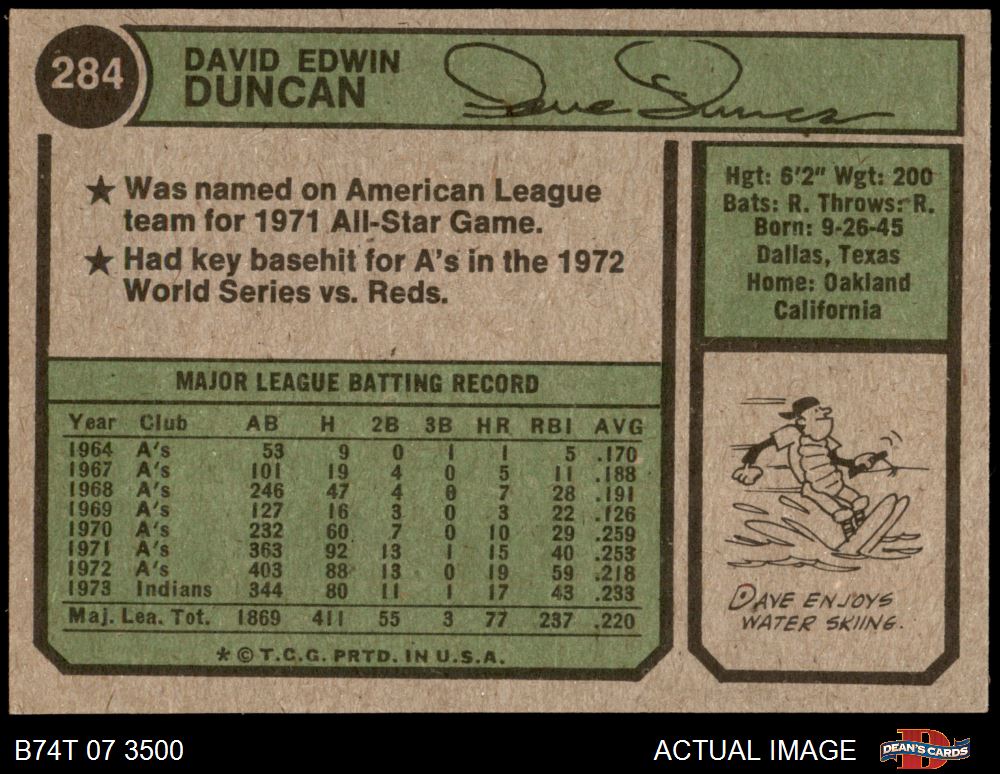 284
DAVID EDWIN
DUNCAN
Dave Duncan
★ Was named on American League
team for 1971 All-Star Game.
★ Had key basehit for A's in the 1972
World Series vs. Reds.
Hgt: 6'2" Wgt: 200
Bats: R. Throws: R.
Born: 9-26-45
Dallas, Texas
Home: Oakland
California
MAJOR LEAGUE BATTING RECORD
Year Club AB H 2B 3B HR RBI AVG
1964 A's 53 9 0 1 1 5 .170
1967 A's 101 19 4 0 5 11 .188
1968 A's 246 47 4 0 7 28 .191
1969 A's 127 16 3 0 3 22 .126
1970 A's 232 60 7 0 10 29 .259
1971 A's 363 92 13 1 15 40 .253
1972 A's 403 88 13 0 19 59 .218
1973 Indians 344 80 11 1 17 43 .233
Maj. Lea. Tot. 1869 411 55 3 77 237 .220
* © T.C.G. PRTD. IN U.S.A.
DAVE ENJOYS
WATER SKIING.
B74T 07 3500
ACTUAL IMAGE
DEAN'S CARDS